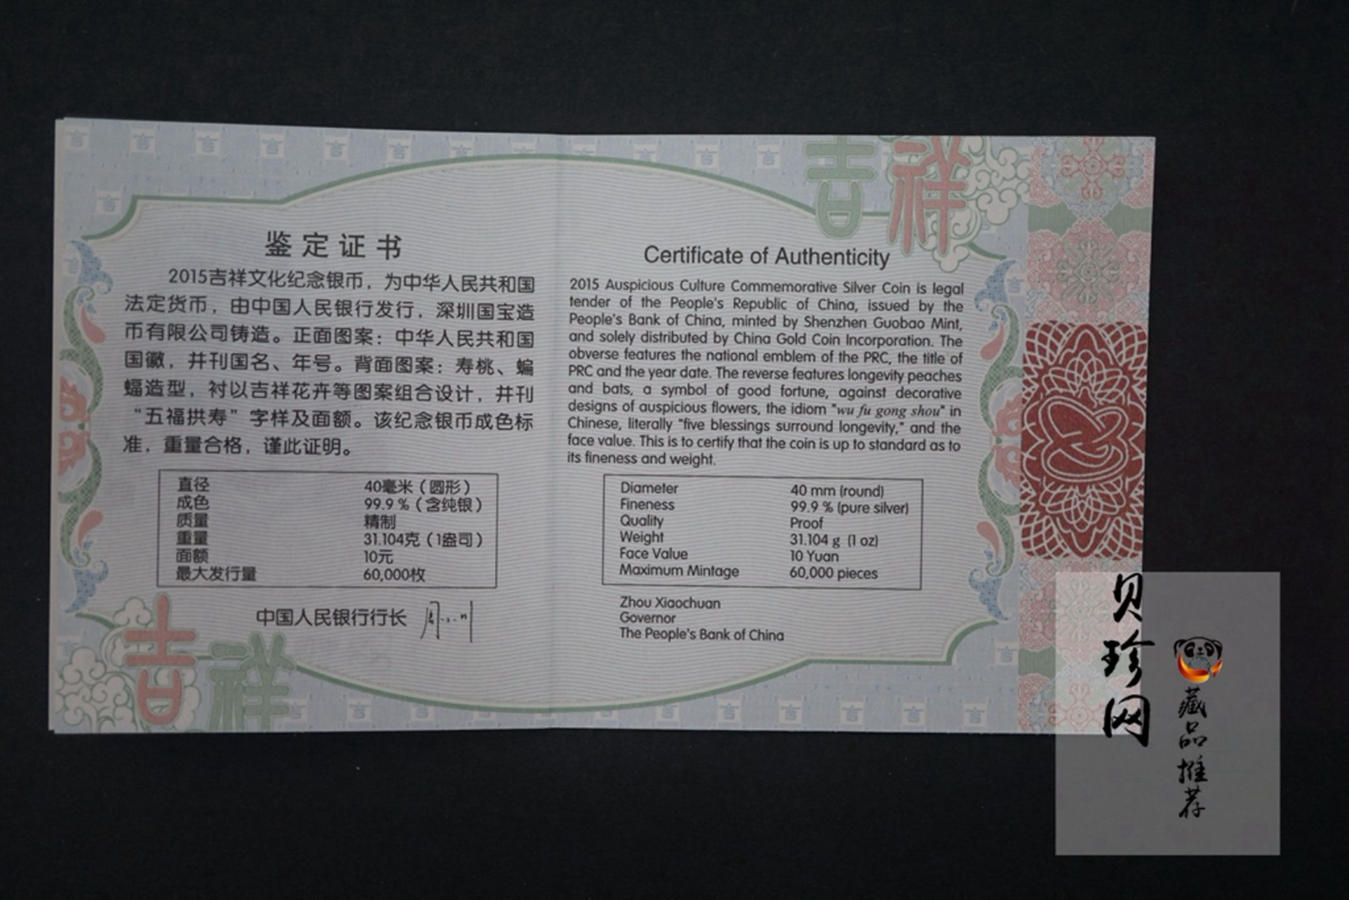 鉴定证书
2015吉祥文化纪念银币，为中华人民共和国
法定货币，由中国人民银行发行，深圳国宝造
币有限公司铸造。正面图案：中华人民共和国
国徽，并刊国名、年号。背面图案：寿桃、蝙
蝠造型，衬以吉祥花卉等图案组合设计，并刊
“五福拱寿”字样及面额。该纪念银币成色标
准，重量合格，谨此证明。
直径 40毫米（圆形）
成色 99.9％（含纯银）
质量 精制
重量 31.104克（1盎司）
面额 10元
最大发行量 60,000枚
中国人民银行行长
吉祥
吉祥
Certificate of Authenticity
2015 Auspicious Culture Commemorative Silver Coin is legal
tender of the People's Republic of China, issued by the
People's Bank of China, minted by Shenzhen Guobao Mint,
and solely distributed by China Gold Coin Incorporation. The
obverse features the national emblem of the PRC, the title of
PRC and the year date. The reverse features longevity peaches
and bats, a symbol of good fortune, against decorative
designs of auspicious flowers, the idiom "wu fu gong shou" in
Chinese, literally "five blessings surround longevity," and the
face value. This is to certify that the coin is up to standard as to
its fineness and weight.
Diameter 40 mm (round)
Fineness 99.9 % (pure silver)
Quality Proof
Weight 31.104 g (1 oz)
Face Value 10 Yuan
Maximum Mintage 60,000 pieces
Zhou Xiaochuan
Governor
The People's Bank of China
贝珍网
藏品推荐